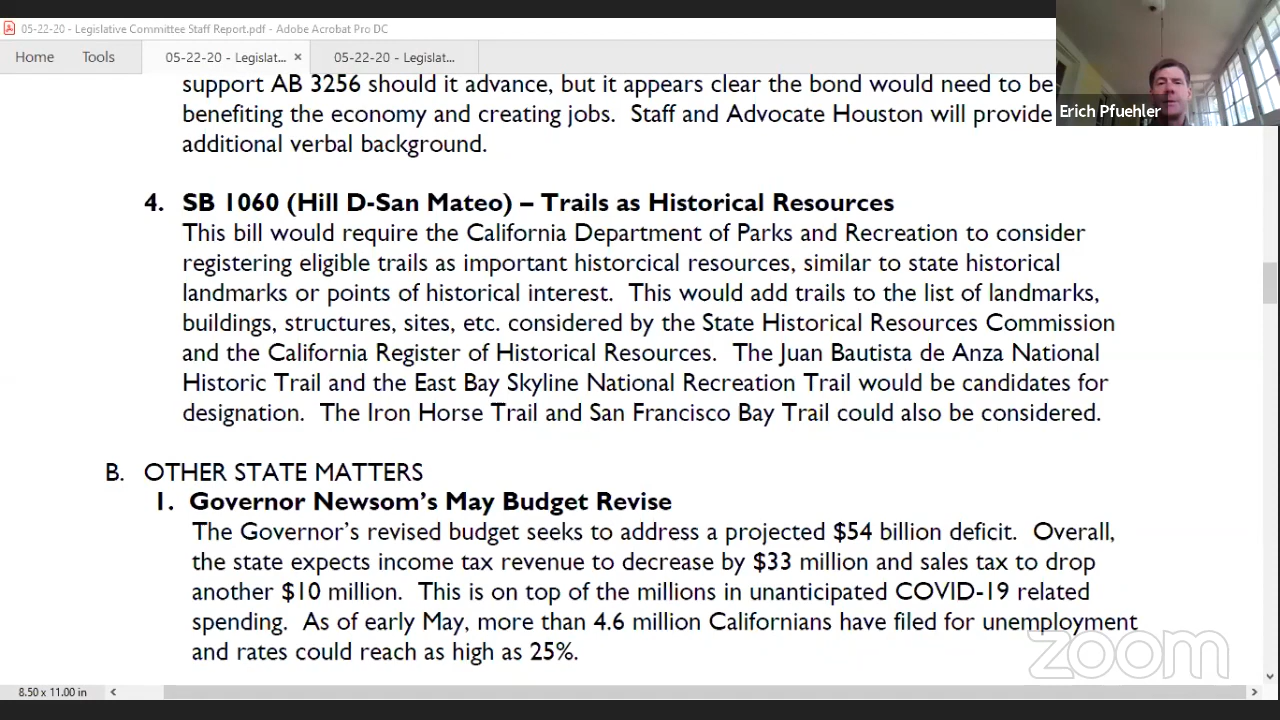 05-22-20 - Legislative Committee Staff Report.pdf - Adobe Acrobat Pro DC
Home Tools 05-22-20 - Legislat... × 05-22-20 - Legislat...
Erich Pfuehler
support AB 3256 should it advance, but it appears clear the bond would need to be
benefiting the economy and creating jobs. Staff and Advocate Houston will provide
additional verbal background.
4. SB 1060 (Hill D-San Mateo) – Trails as Historical Resources
This bill would require the California Department of Parks and Recreation to consider
registering eligible trails as important historcical resources, similar to state historical
landmarks or points of historical interest. This would add trails to the list of landmarks,
buildings, structures, sites, etc. considered by the State Historical Resources Commission
and the California Register of Historical Resources. The Juan Bautista de Anza National
Historic Trail and the East Bay Skyline National Recreation Trail would be candidates for
designation. The Iron Horse Trail and San Francisco Bay Trail could also be considered.
B. OTHER STATE MATTERS
1. Governor Newsom's May Budget Revise
The Governor's revised budget seeks to address a projected $54 billion deficit. Overall,
the state expects income tax revenue to decrease by $33 million and sales tax to drop
another $10 million. This is on top of the millions in unanticipated COVID-19 related
spending. As of early May, more than 4.6 million Californians have filed for unemployment
and rates could reach as high as 25%.
zoom
8.50 x 11.00 in